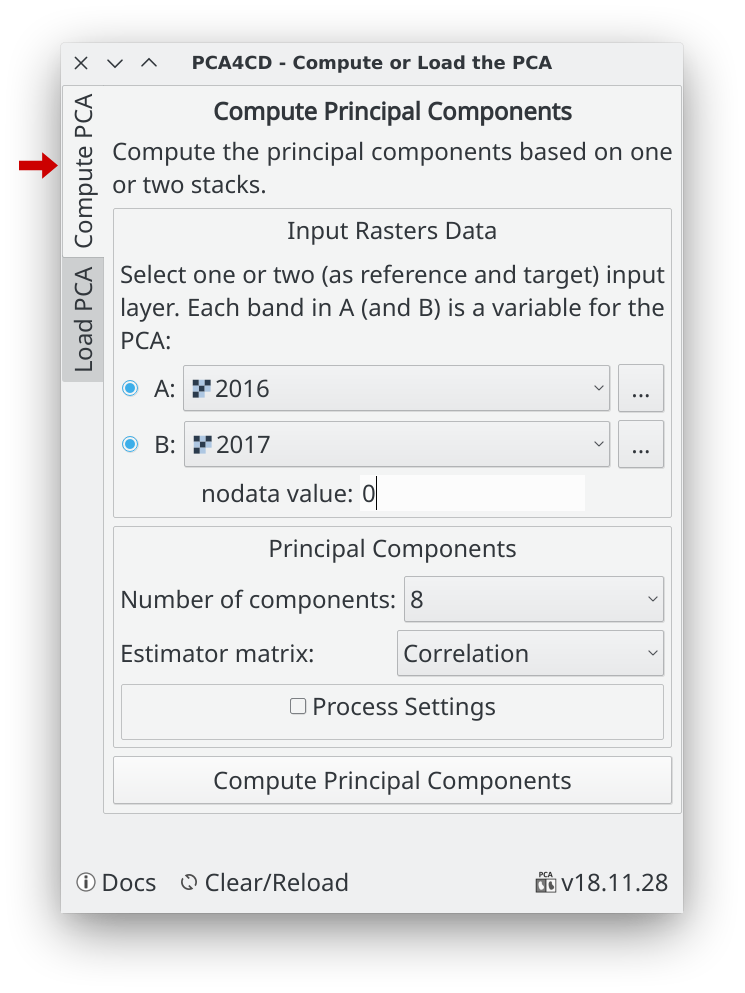 PCA4CD - Compute or Load the PCA
Compute PCA
Load PCA
Compute Principal Components
Compute the principal components based on one
or two stacks.
Input Rasters Data
Select one or two (as reference and target) input
layer. Each band in A (and B) is a variable for the
PCA:
A: 2016 ...
B: 2017 ...
nodata value: 0
Principal Components
Number of components: 8
Estimator matrix: Correlation
Process Settings
Compute Principal Components
Docs Clear/Reload PCA v18.11.28